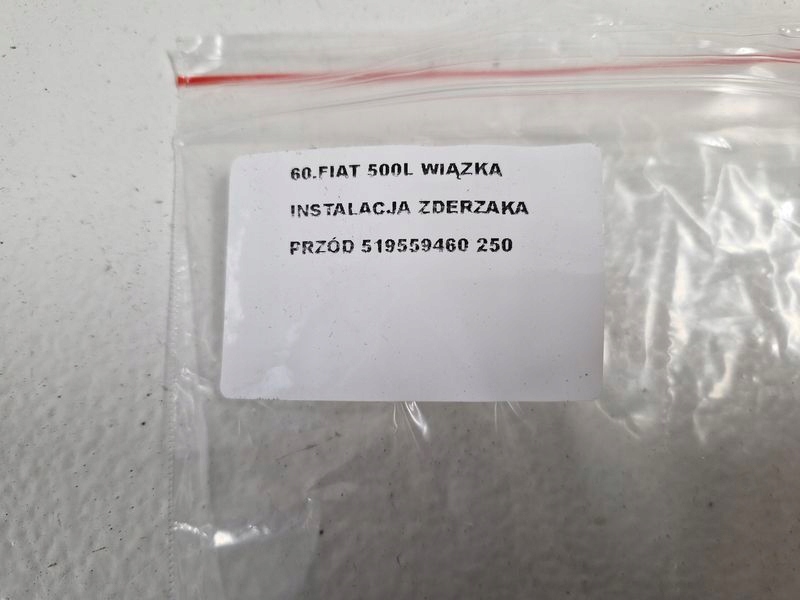 60.FIAT 500L WIĄZKA
INSTALACJA ZDERZAKA
PRZÓD 519559460 250